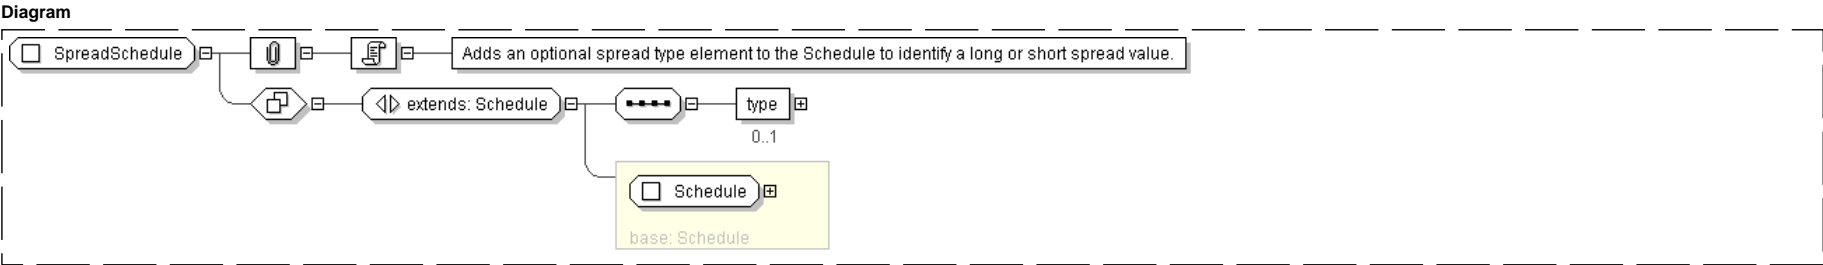 Diagram
SpreadSchedule
Adds an optional spread type element to the Schedule to identify a long or short spread value.
extends: Schedule
type
0..1
Schedule
base: Schedule